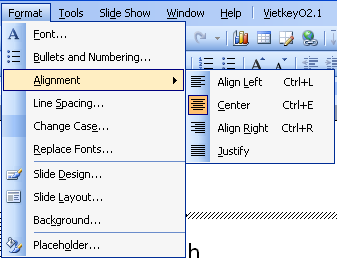 Format Tools Slide Show Window Help VietkeyO2.1
Font...
Bullets and Numbering...
Alignment
Line Spacing...
Change Case...
Replace Fonts...
Slide Design...
Slide Layout...
Background...
Placeholder...
Align Left Ctrl+L
Center Ctrl+E
Align Right Ctrl+R
Justify
h